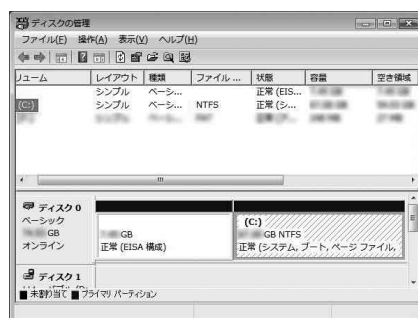 ディスクの管理
ファイル(F) 操作(A) 表示(V) ヘルプ(H)
ューム レイアウト 種類 ファイル ... 状態 容量 空き領域
シンプル ベーシ... 正常 (EIS...
(C:) シンプル ベーシ... NTFS 正常 (シ...
ディスク 0
ベーシック
GB
オンライン
GB
正常 (EISA 構成)
(C:)
GB NTFS
正常 (システム, ブート, ページ ファイル,
ディスク 1
未割り当て プライマリ パーティション